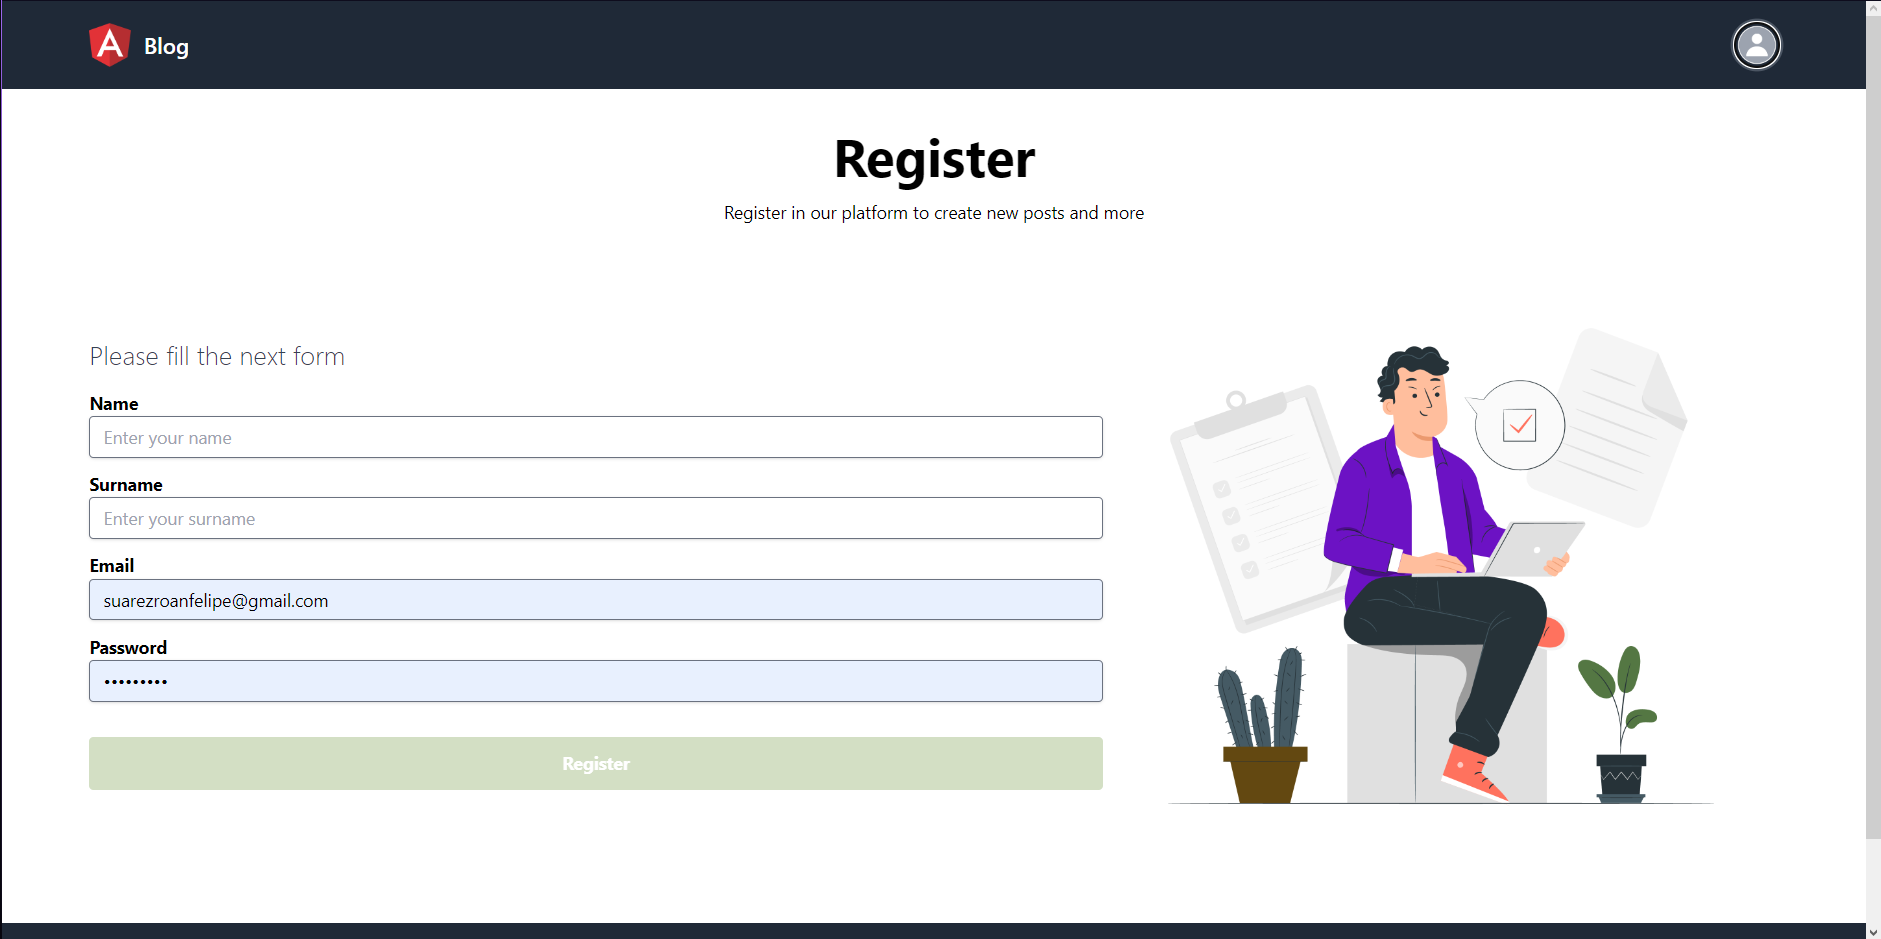 Blog
Register
Register in our platform to create new posts and more
Please fill the next form
Name
Enter your name
Surname
Enter your surname
Email
suarezroanfelipe@gmail.com
Password
•••••••••
Register